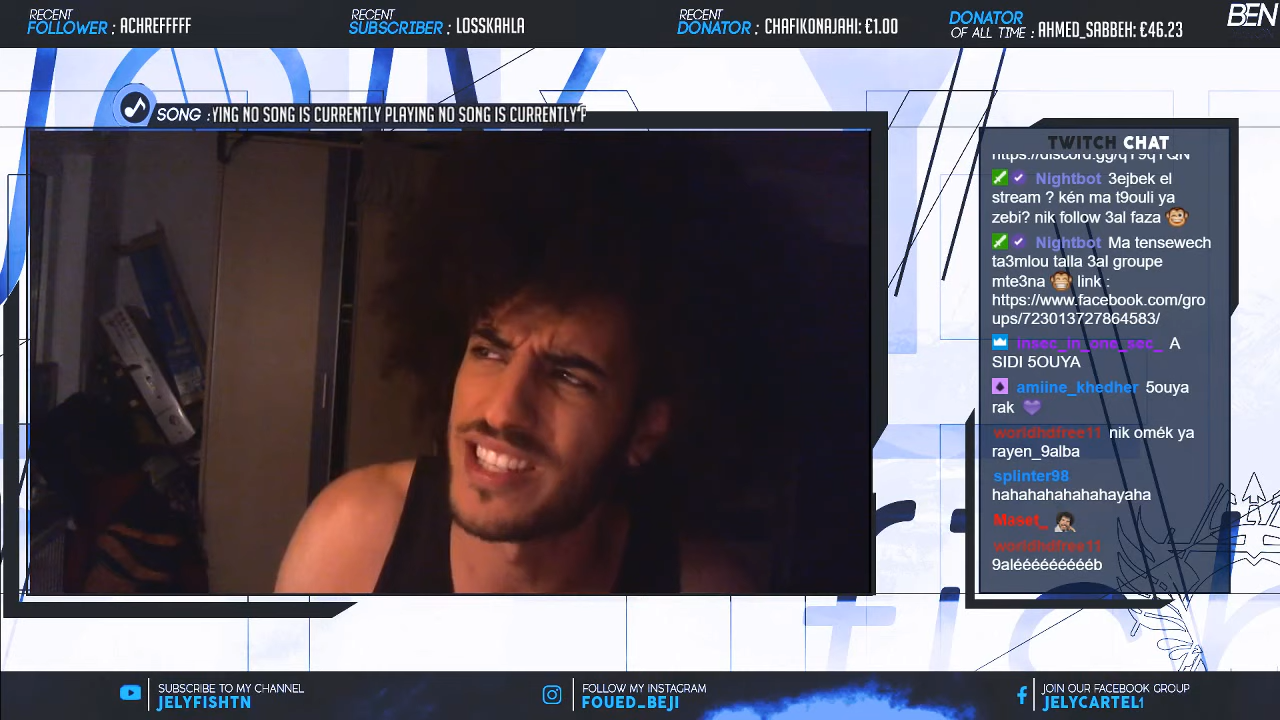 RECENT
FOLLOWER : ACHREFFFFF
RECENT
SUBSCRIBER : LOSSKAHLA
RECENT
DONATOR : CHAFIKONAJAHI: €1.00
DONATOR
OF ALL TIME : AHMED_SABBEH: €46.23
BEN
SONG : YING NO SONG IS CURRENTLY PLAYING NO SONG IS CURRENTLY P
TWITCH CHAT
https://discord.gg/qT9qTQN
Nightbot 3ejbek el
stream ? kén ma t9ouli ya
zebi? nik follow 3al faza 🐵
Nightbot Ma tensewech
ta3mlou talla 3al groupe
mte3na 🐵 link :
https://www.facebook.com/gro
ups/723013727864583/
insec_in_one_sec_ A
SIDI 5OUYA
amiine_khedher 5ouya
rak 💜
worldhdfree11 nik omék ya
rayen_9alba
splinter98
hahahahahahahayaha
Maset_
worldhdfree11
9aléééééééééb
SUBSCRIBE TO MY CHANNEL
JELYFISHTN
FOLLOW MY INSTAGRAM
FOUED_BEJI
JOIN OUR FACEBOOK GROUP
JELYCARTEL1